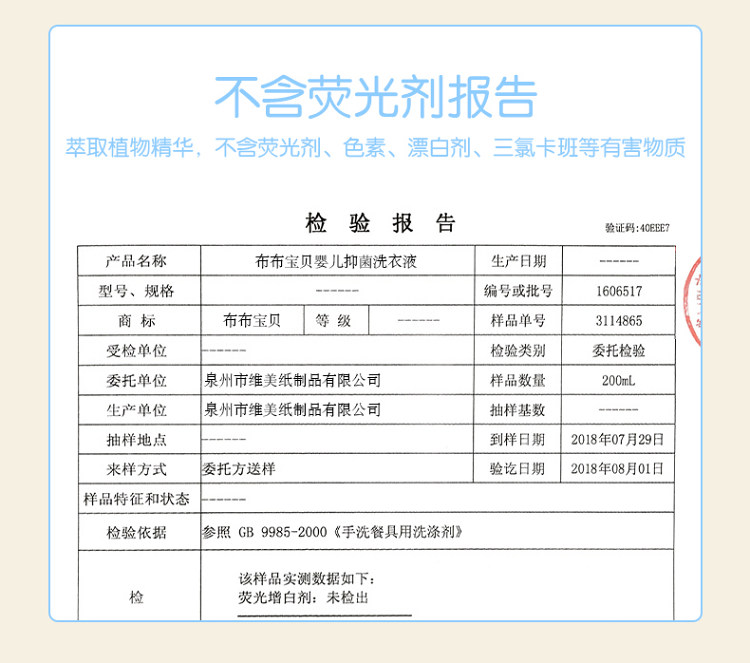 不含荧光剂报告
萃取植物精华，不含荧光剂、色素、漂白剂、三氯卡班等有害物质
检 验 报 告
验证码:40EEE7
产品名称 布布宝贝婴儿抑菌洗衣液 生产日期 ------
型号、规格 ------ 编号或批号 1606517
商 标 布布宝贝 等 级 ------ 样品单号 3114865
受检单位 ------ 检验类别 委托检验
委托单位 泉州市维美纸制品有限公司 样品数量 200mL
生产单位 泉州市维美纸制品有限公司 抽样基数 ------
抽样地点 ------ 到样日期 2018年07月29日
来样方式 委托方送样 验讫日期 2018年08月01日
样品特征和状态 ------
检验依据 参照 GB 9985-2000《手洗餐具用洗涤剂》
该样品实测数据如下:
检 荧光增白剂: 未检出